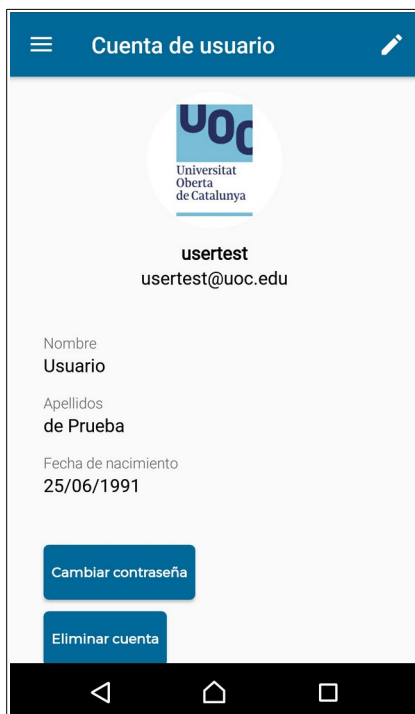 Cuenta de usuario
UOC
Universitat
Oberta
de Catalunya
usertest
usertest@uoc.edu
Nombre
Usuario
Apellidos
de Prueba
Fecha de nacimiento
25/06/1991
Cambiar contraseña
Eliminar cuenta